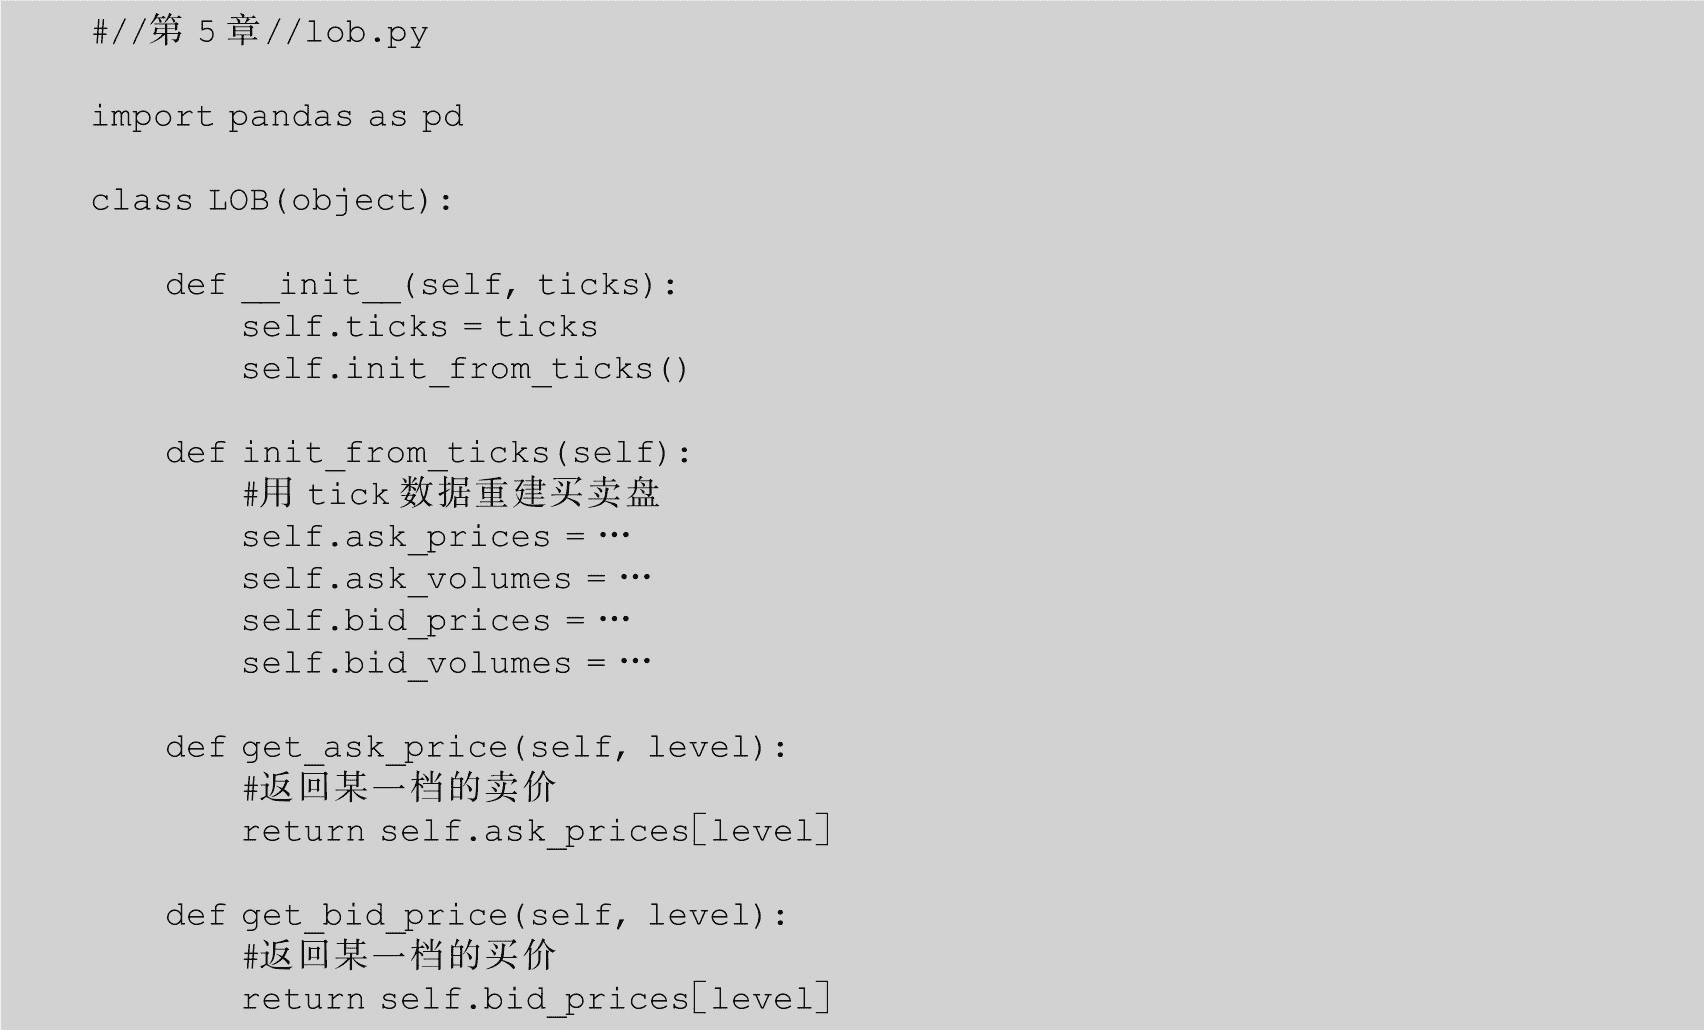 #//第 5 章//lob.py
import pandas as pd
class LOB(object):
def __init__(self, ticks):
self.ticks = ticks
self.init_from_ticks()
def init_from_ticks(self):
#用 tick 数据重建买卖盘
self.ask_prices = …
self.ask_volumes = …
self.bid_prices = …
self.bid_volumes = …
def get_ask_price(self, level):
#返回某一档的卖价
return self.ask_prices[level]
def get_bid_price(self, level):
#返回某一档的买价
return self.bid_prices[level]